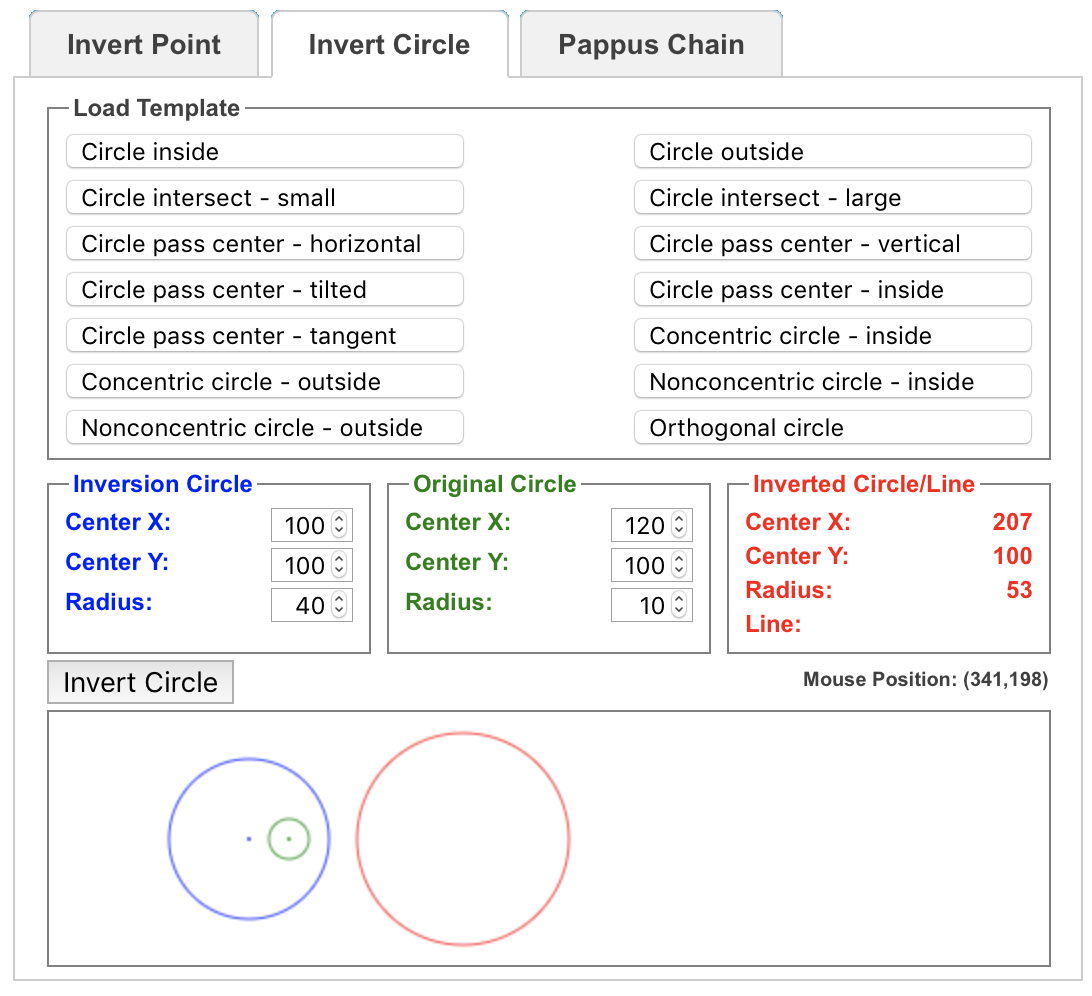 Invert Point Invert Circle Pappus Chain
Load Template
Circle inside Circle outside
Circle intersect - small Circle intersect - large
Circle pass center - horizontal Circle pass center - vertical
Circle pass center - tilted Circle pass center - inside
Circle pass center - tangent Concentric circle - inside
Concentric circle - outside Nonconcentric circle - inside
Nonconcentric circle - outside Orthogonal circle
Inversion Circle
Center X: 100
Center Y: 100
Radius: 40
Original Circle
Center X: 120
Center Y: 100
Radius: 10
Inverted Circle/Line
Center X: 207
Center Y: 100
Radius: 53
Line:
Invert Circle Mouse Position: (341,198)